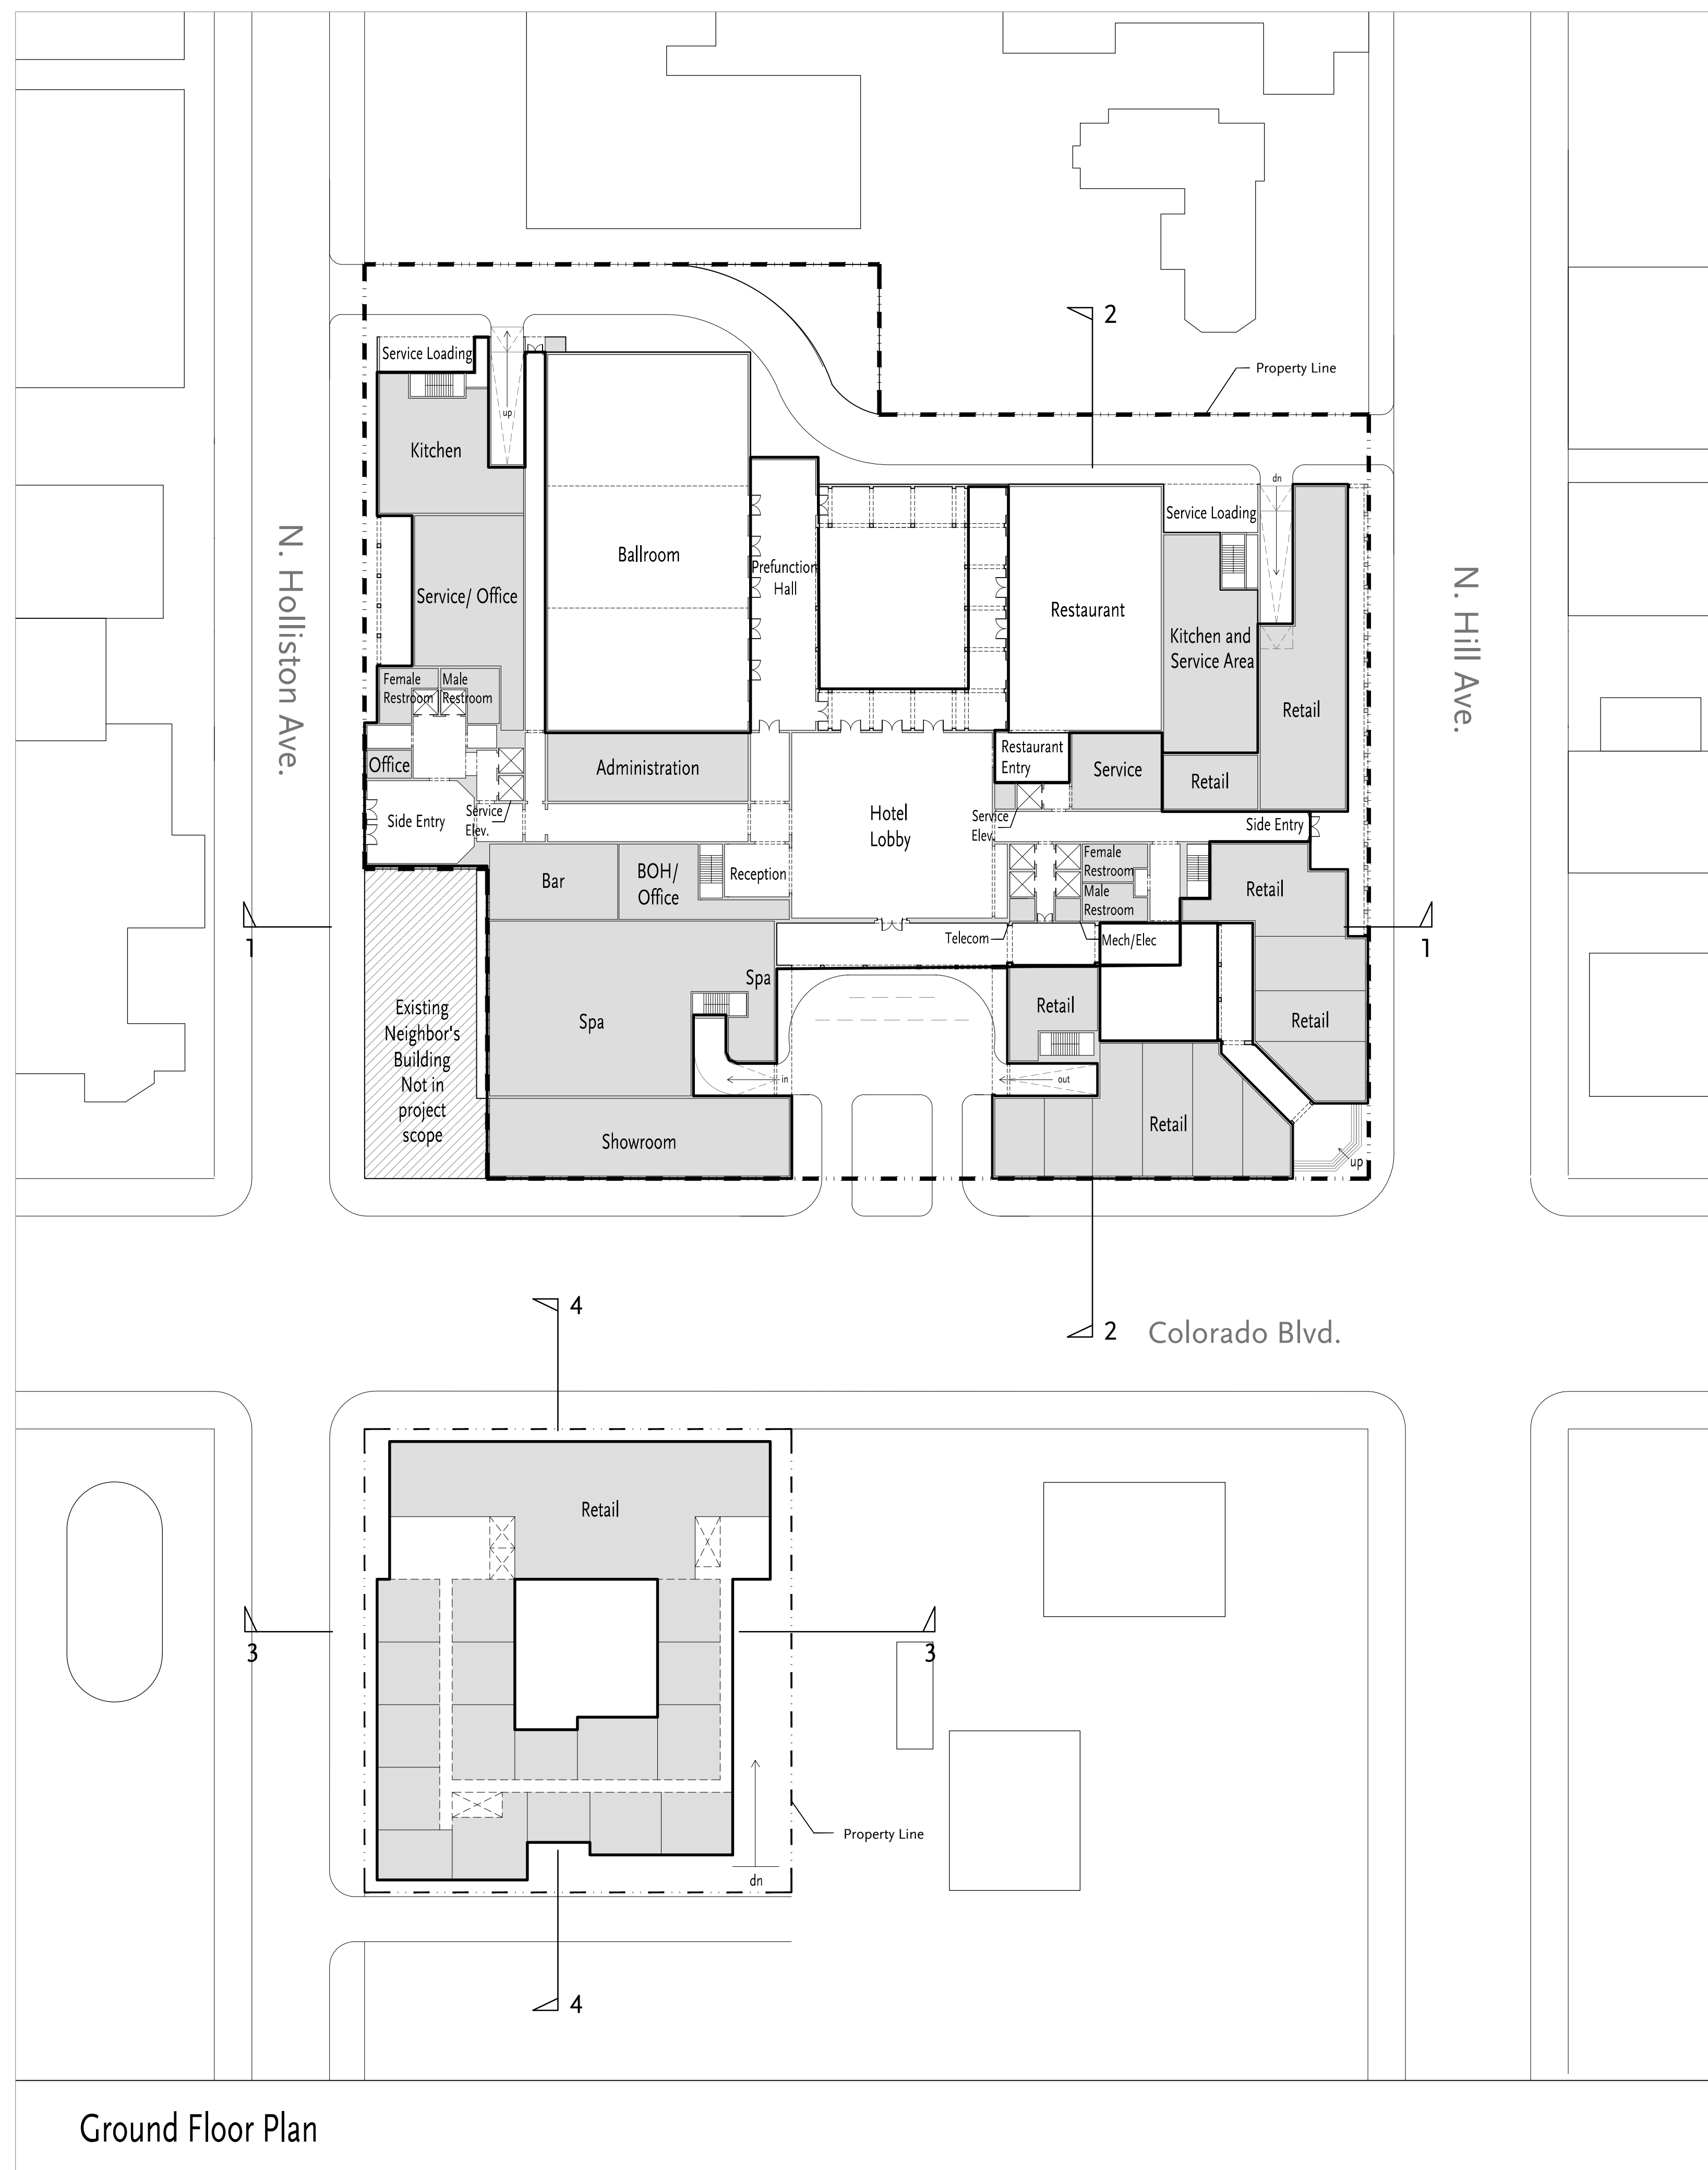 2
Property Line
Service Loading
up
Kitchen
dn
Service Loading
N. Holliston Ave.
N. Hill Ave.
Ballroom
Prefunction
Hall
Service/ Office
Restaurant
Kitchen and
Service Area
Female
Restroom
Male
Restroom
Retail
Office
Administration
Restaurant
Entry
Service
Retail
Side Entry
Service
Elev.
Hotel
Lobby
Service
Elev.
Side Entry
Bar
BOH/
Office
Reception
Female
Restroom
Male
Restroom
Retail
1
Telecom
Mech/Elec
1
Spa
Spa
Retail
Retail
Existing
Neighbor's
Building
Not in
project
scope
in
out
Showroom
Retail
up
4
2
Colorado Blvd.
Retail
3
3
Property Line
dn
4
Ground Floor Plan